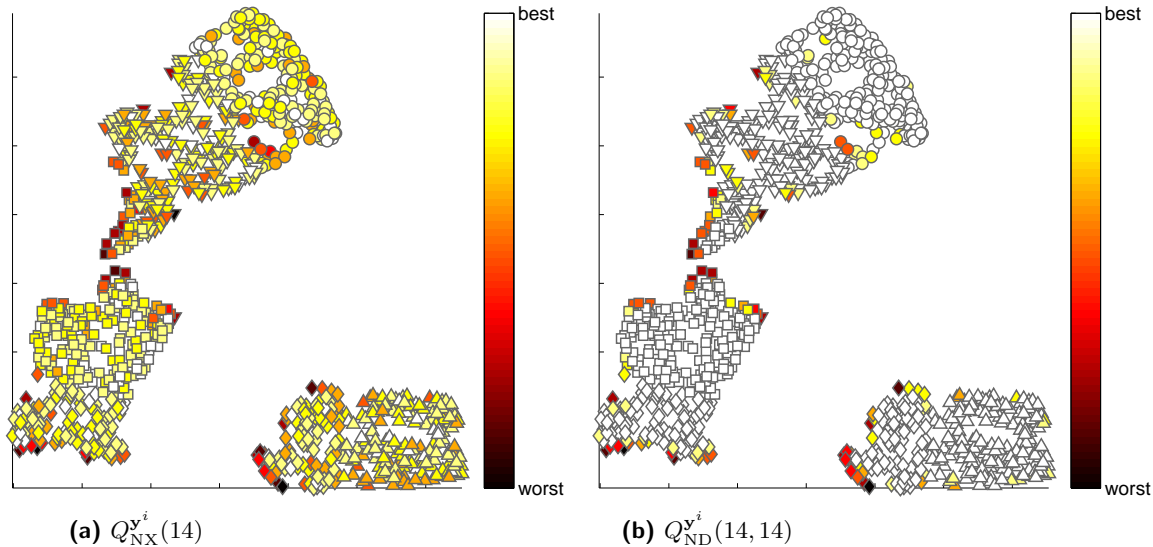 best
worst
best
worst
(a) Q_NX^{y^i}(14)
(b) Q_ND^{y^i}(14, 14)